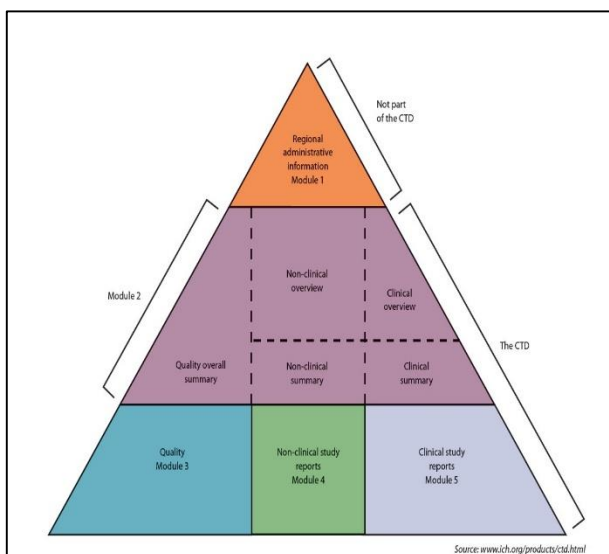 Not part
of the CTD
Regional
administrative
information
Module 1
Module 2
Non-clinical
overview
Clinical
overview
The CTD
Quality overall
summary
Non-clinical
summary
Clinical
summary
Quality
Module 3
Non-clinical study
reports
Module 4
Clinical study
reports
Module 5
Source: www.ich.org/products/ctd.html